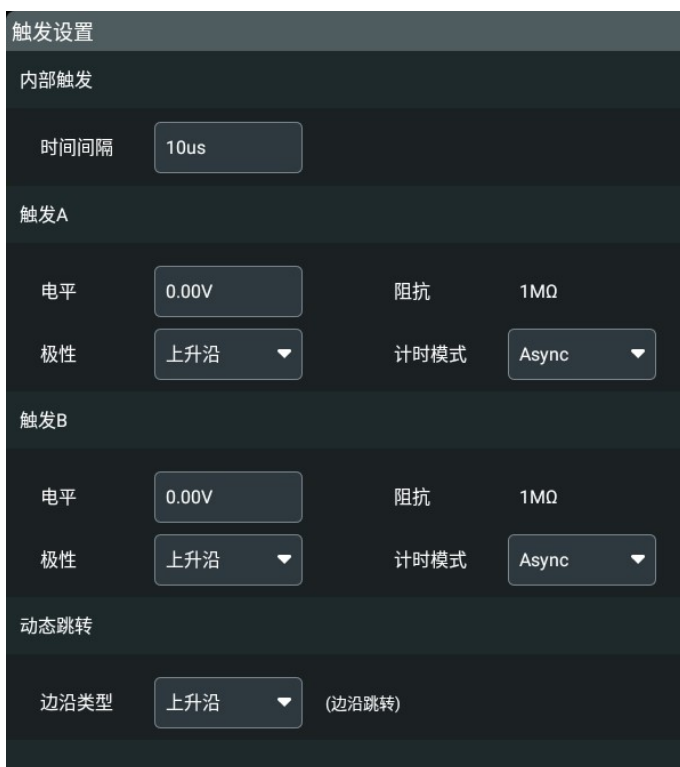 触发设置
内部触发
时间间隔 10us
触发A
电平 0.00V 阻抗 1MΩ
极性 上升沿 计时模式 Async
触发B
电平 0.00V 阻抗 1MΩ
极性 上升沿 计时模式 Async
动态跳转
边沿类型 上升沿 (边沿跳转)